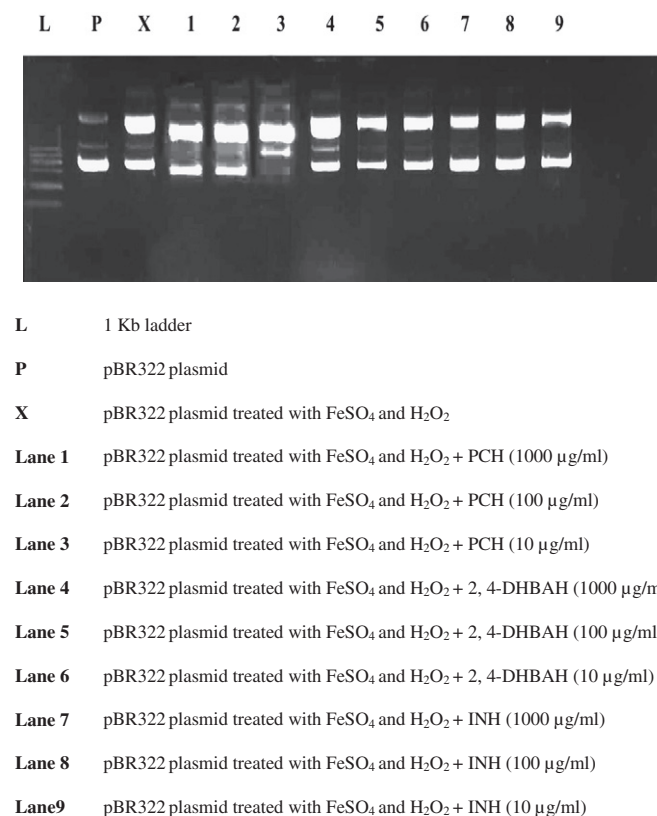 L P X 1 2 3 4 5 6 7 8 9
L 1 Kb ladder
P pBR322 plasmid
X pBR322 plasmid treated with FeSO₄ and H₂O₂
Lane 1 pBR322 plasmid treated with FeSO₄ and H₂O₂ + PCH (1000 µg/ml)
Lane 2 pBR322 plasmid treated with FeSO₄ and H₂O₂ + PCH (100 µg/ml)
Lane 3 pBR322 plasmid treated with FeSO₄ and H₂O₂ + PCH (10 µg/ml)
Lane 4 pBR322 plasmid treated with FeSO₄ and H₂O₂ + 2, 4-DHBAH (1000 µg/m
Lane 5 pBR322 plasmid treated with FeSO₄ and H₂O₂ + 2, 4-DHBAH (100 µg/ml
Lane 6 pBR322 plasmid treated with FeSO₄ and H₂O₂ + 2, 4-DHBAH (10 µg/ml)
Lane 7 pBR322 plasmid treated with FeSO₄ and H₂O₂ + INH (1000 µg/ml)
Lane 8 pBR322 plasmid treated with FeSO₄ and H₂O₂ + INH (100 µg/ml)
Lane9 pBR322 plasmid treated with FeSO₄ and H₂O₂ + INH (10 µg/ml)